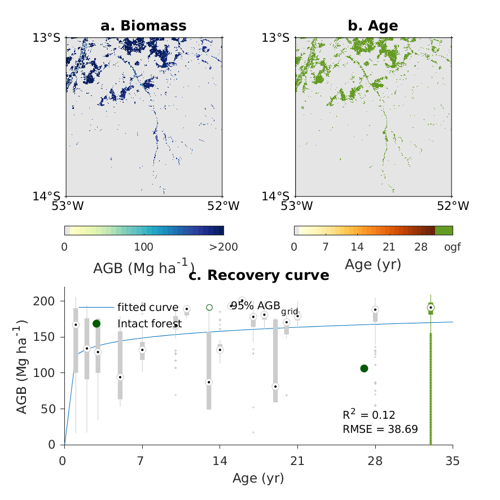 a. Biomass
b. Age
13°S
14°S
53°W
52°W
13°S
14°S
53°W
52°W
0
100
>200
AGB (Mg ha-1)
0
7
14
21
28
ogf
Age (yr)
c. Recovery curve
fitted curve
95% AGBgrid
Intact forest
R2 = 0.12
RMSE = 38.69
AGB (Mg ha-1)
200
150
100
50
0
0
7
14
21
28
35
Age (yr)